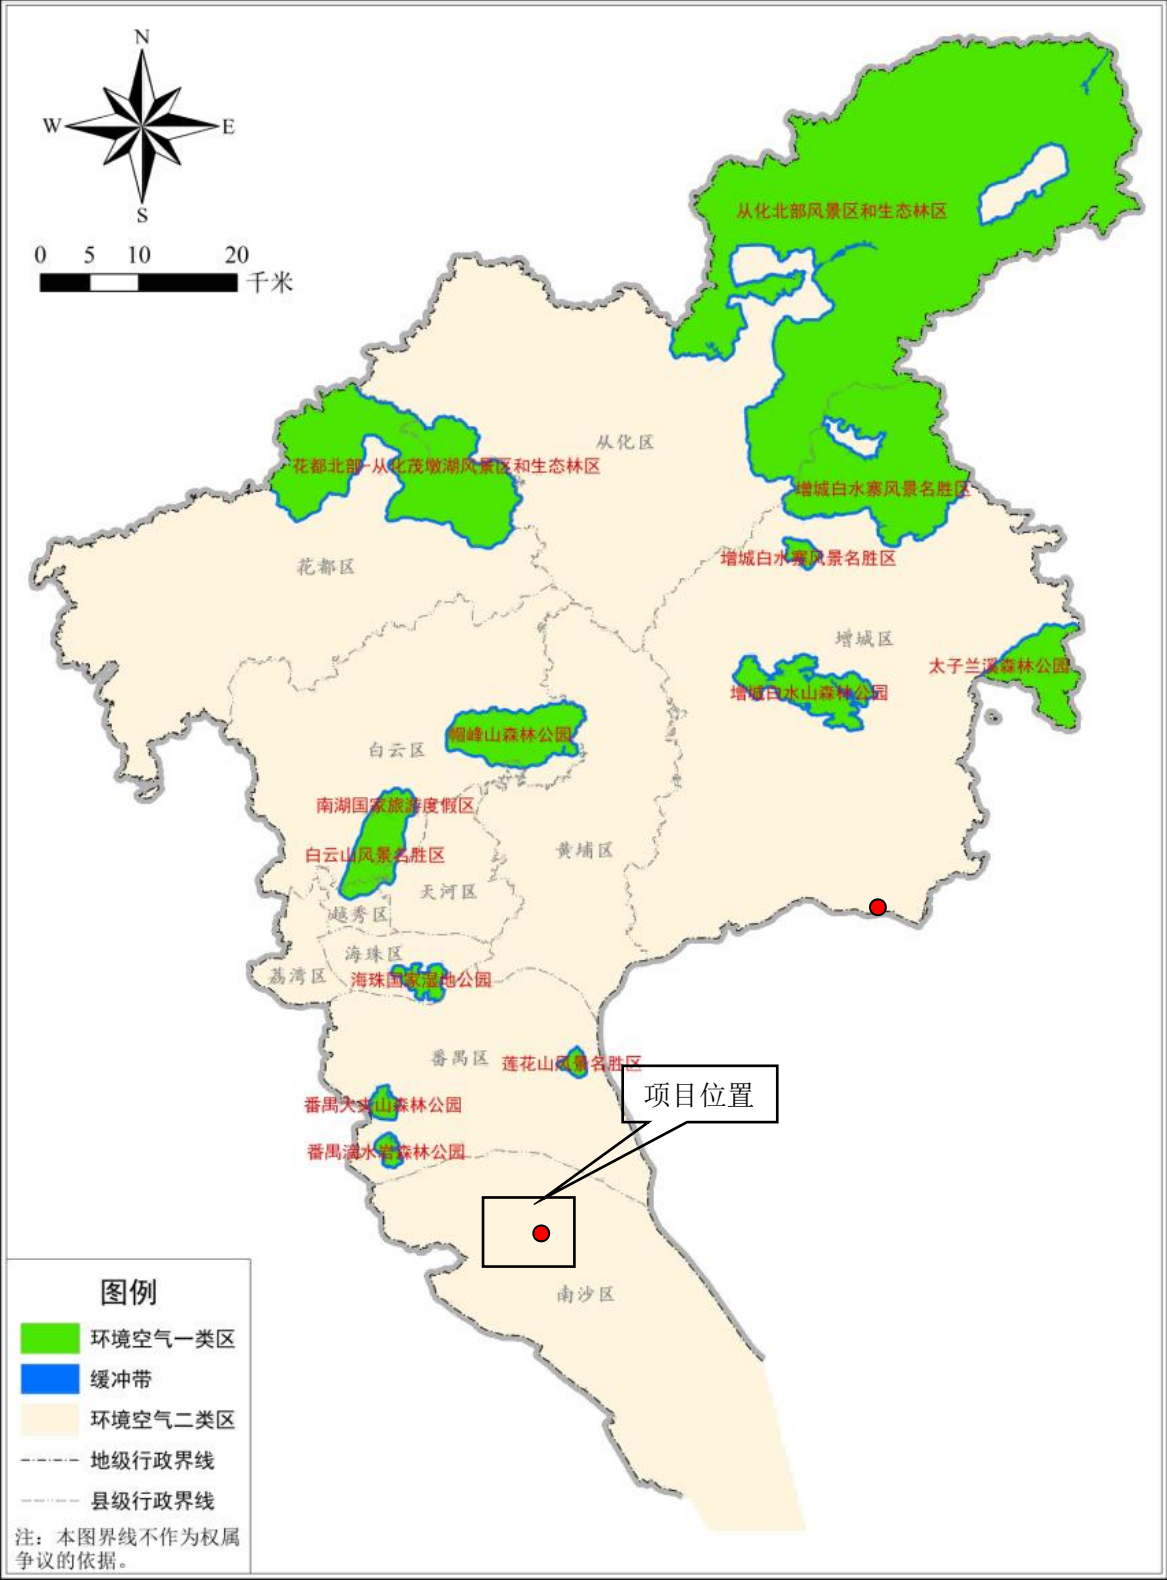 N
W
E
S
0 5 10 20
千米
从化北部风景区和生态林区
从化区
花都北部-从化茂墩湖风景区和生态林区
增城白水寨风景名胜区
增城白水寨风景名胜区
花都区
增城区
太子兰溪森林公园
增城白水山森林公园
帽峰山森林公园
白云区
南湖国家旅游度假区
白云山风景名胜区
黄埔区
天河区
越秀区
海珠区
荔湾区
海珠国家湿地公园
番禺区
莲花山风景名胜区
项目位置
番禺大夫山森林公园
番禺滴水岩森林公园
南沙区
图例
环境空气一类区
缓冲带
环境空气二类区
地级行政界线
县级行政界线
注：本图界线不作为权属
争议的依据。